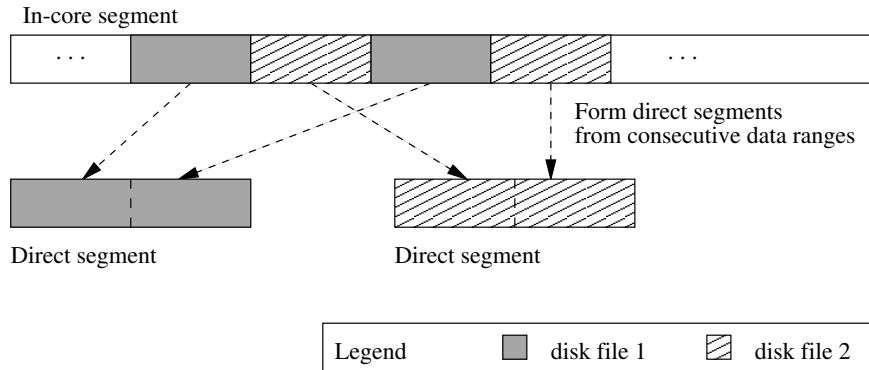 In-core segment
. . .
. . .
Form direct segments
from consecutive data ranges
Direct segment
Direct segment
Legend
disk file 1
disk file 2